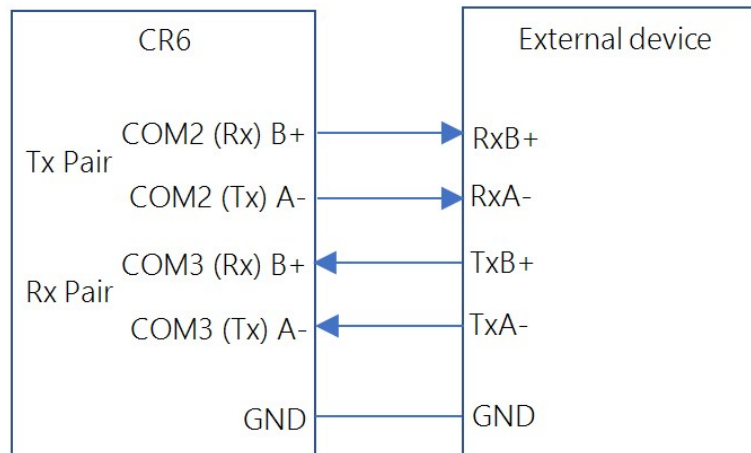 CR6
External device
Tx Pair
COM2 (Rx) B+
RxB+
COM2 (Tx) A-
RxA-
Rx Pair
COM3 (Rx) B+
TxB+
COM3 (Tx) A-
TxA-
GND
GND